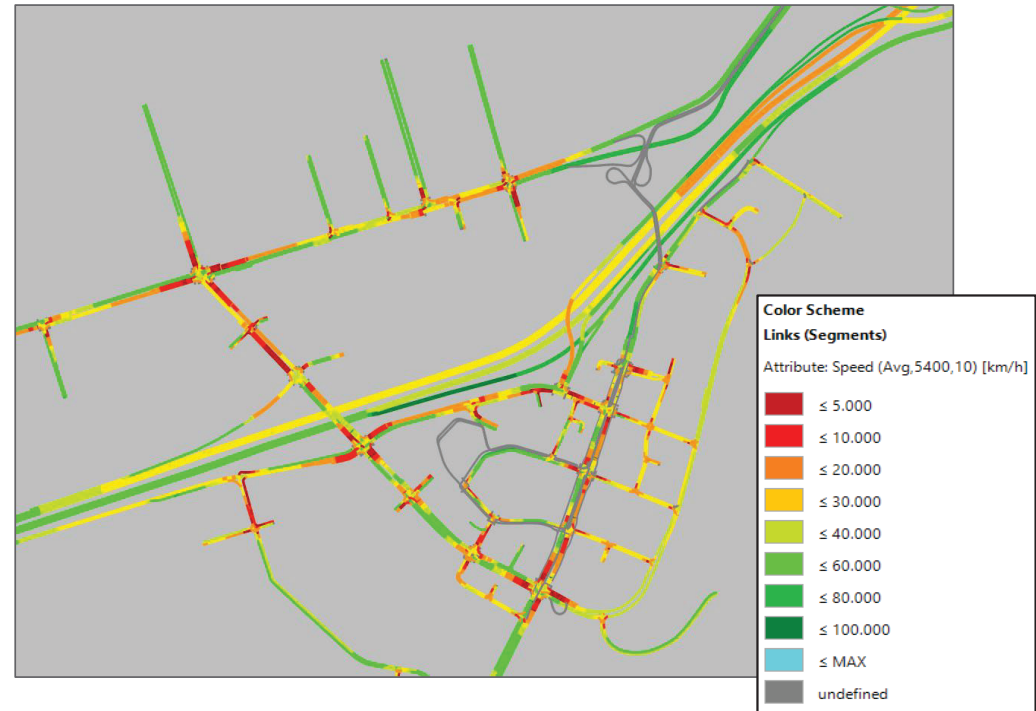 Color Scheme
Links (Segments)
Attribute: Speed (Avg,5400,10) [km/h]
≤ 5.000
≤ 10.000
≤ 20.000
≤ 30.000
≤ 40.000
≤ 60.000
≤ 80.000
≤ 100.000
≤ MAX
undefined